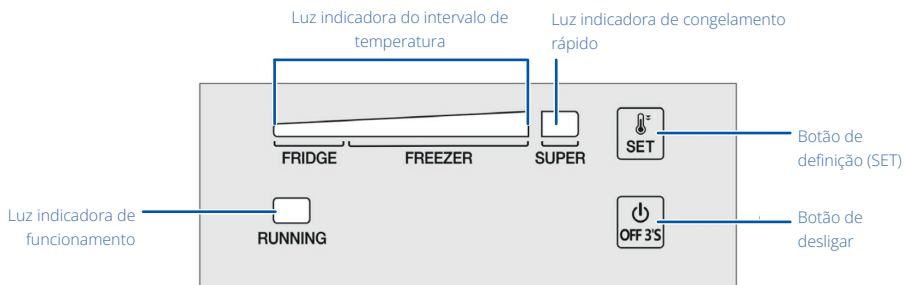 Luz indicadora do intervalo de
temperatura
Luz indicadora de congelamento
rápido
FRIDGE
FREEZER
SUPER
SET
Botão de
definição (SET)
Luz indicadora de
funcionamento
RUNNING
OFF 3'S
Botão de
desligar